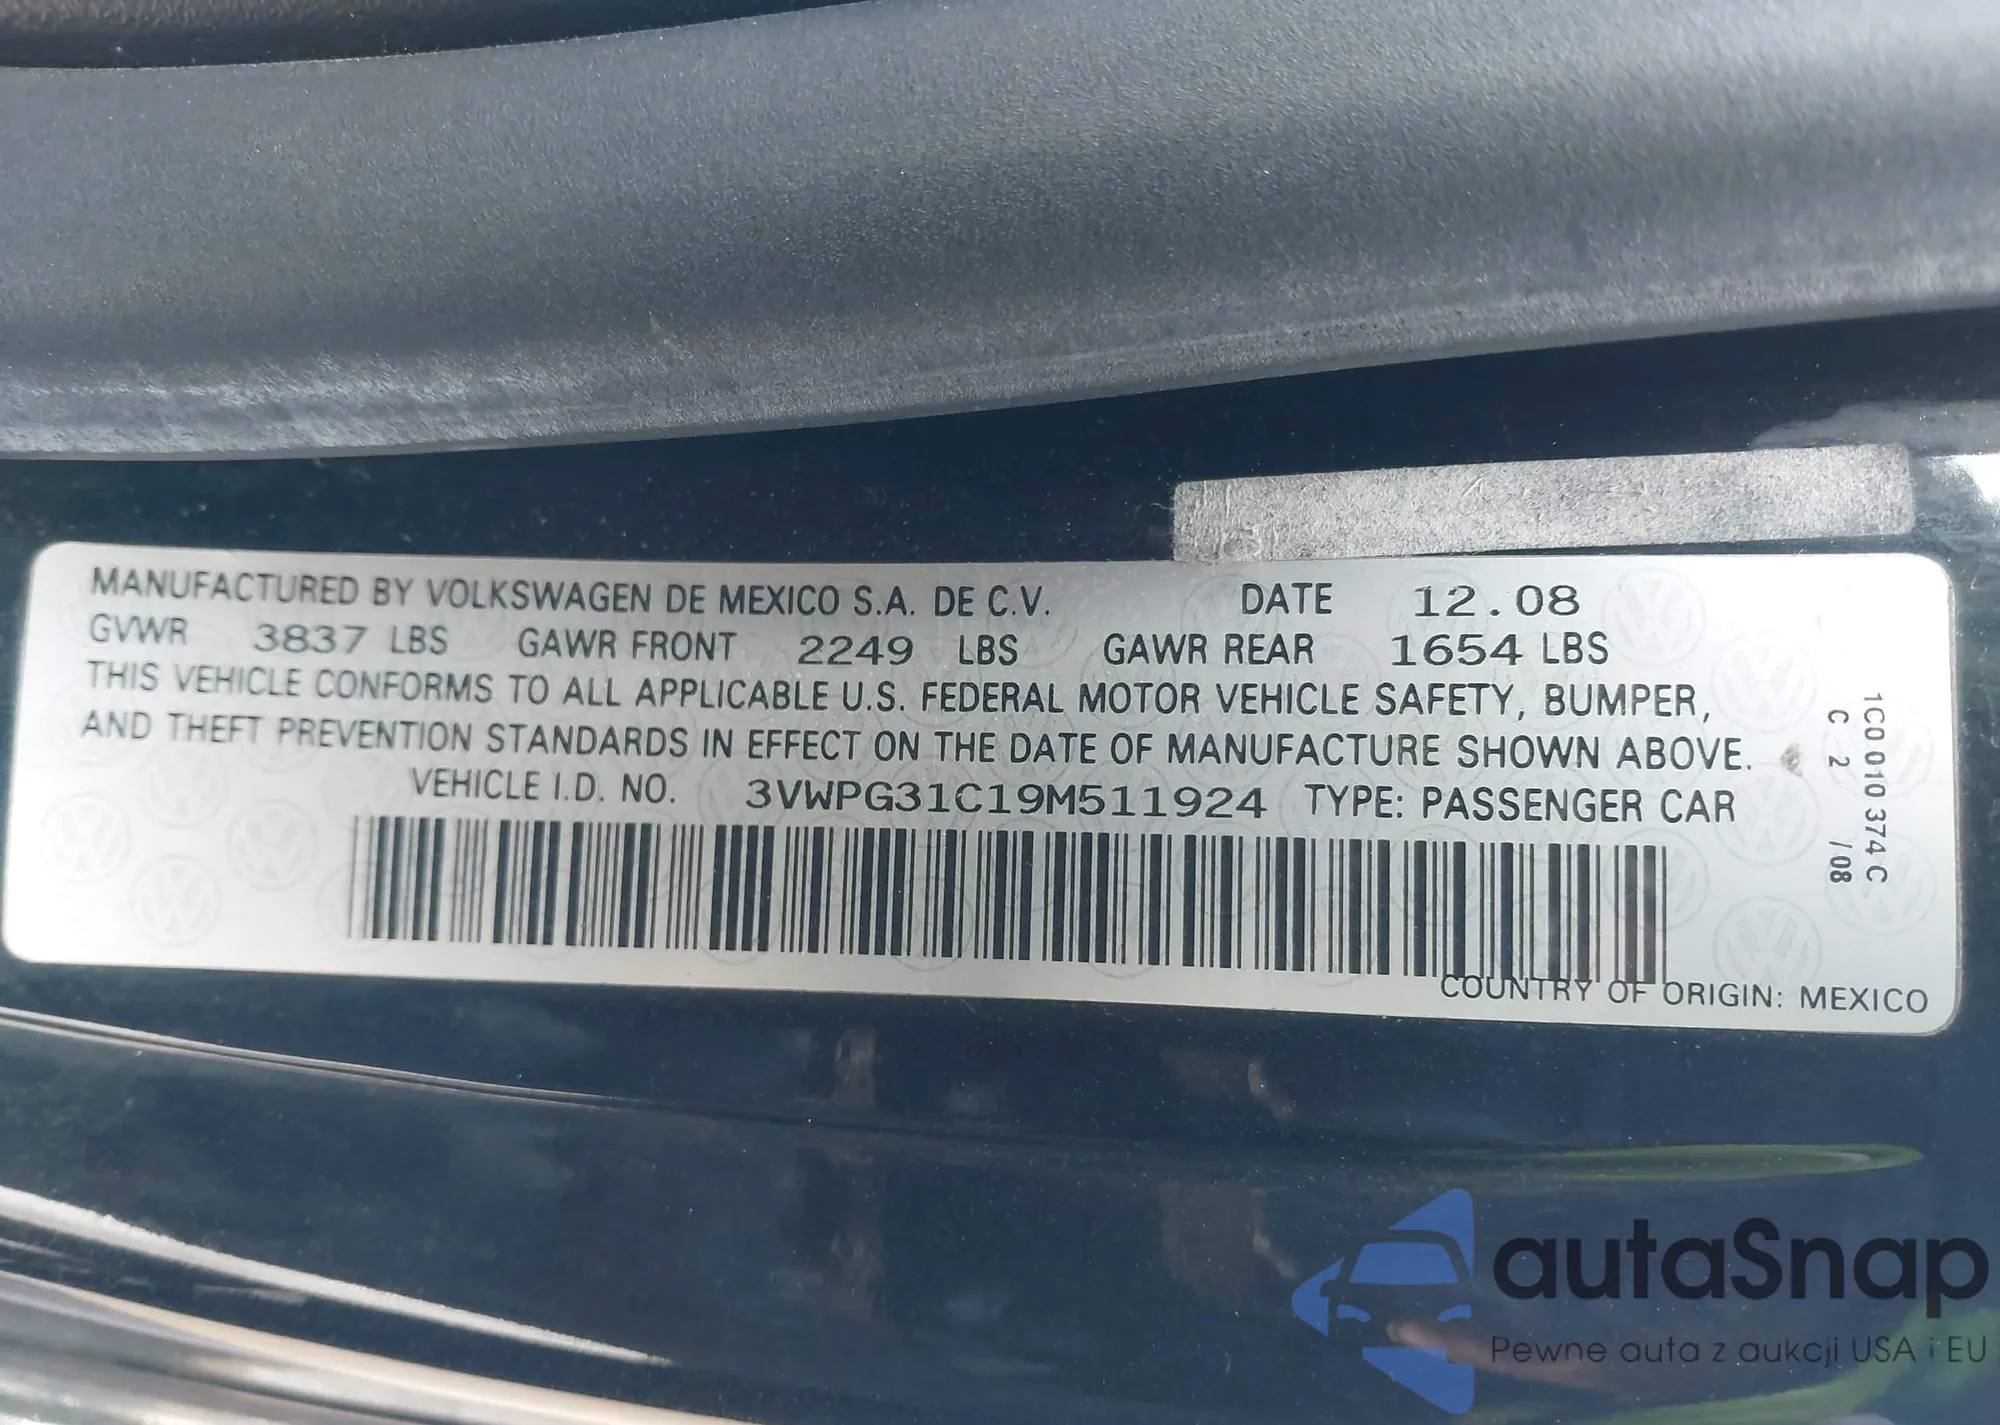 MANUFACTURED BY VOLKSWAGEN DE MEXICO S.A. DE C.V. DATE 12.08
GVWR 3837 LBS GAWR FRONT 2249 LBS GAWR REAR 1654 LBS
THIS VEHICLE CONFORMS TO ALL APPLICABLE U.S. FEDERAL MOTOR VEHICLE SAFETY, BUMPER,
AND THEFT PREVENTION STANDARDS IN EFFECT ON THE DATE OF MANUFACTURE SHOWN ABOVE.
VEHICLE I.D. NO. 3VWPG31C19M511924 TYPE: PASSENGER CAR
COUNTRY OF ORIGIN: MEXICO
1C0 010 374 C
C 2 /08
autaSnap
Pewne auta z aukcji USA i EU